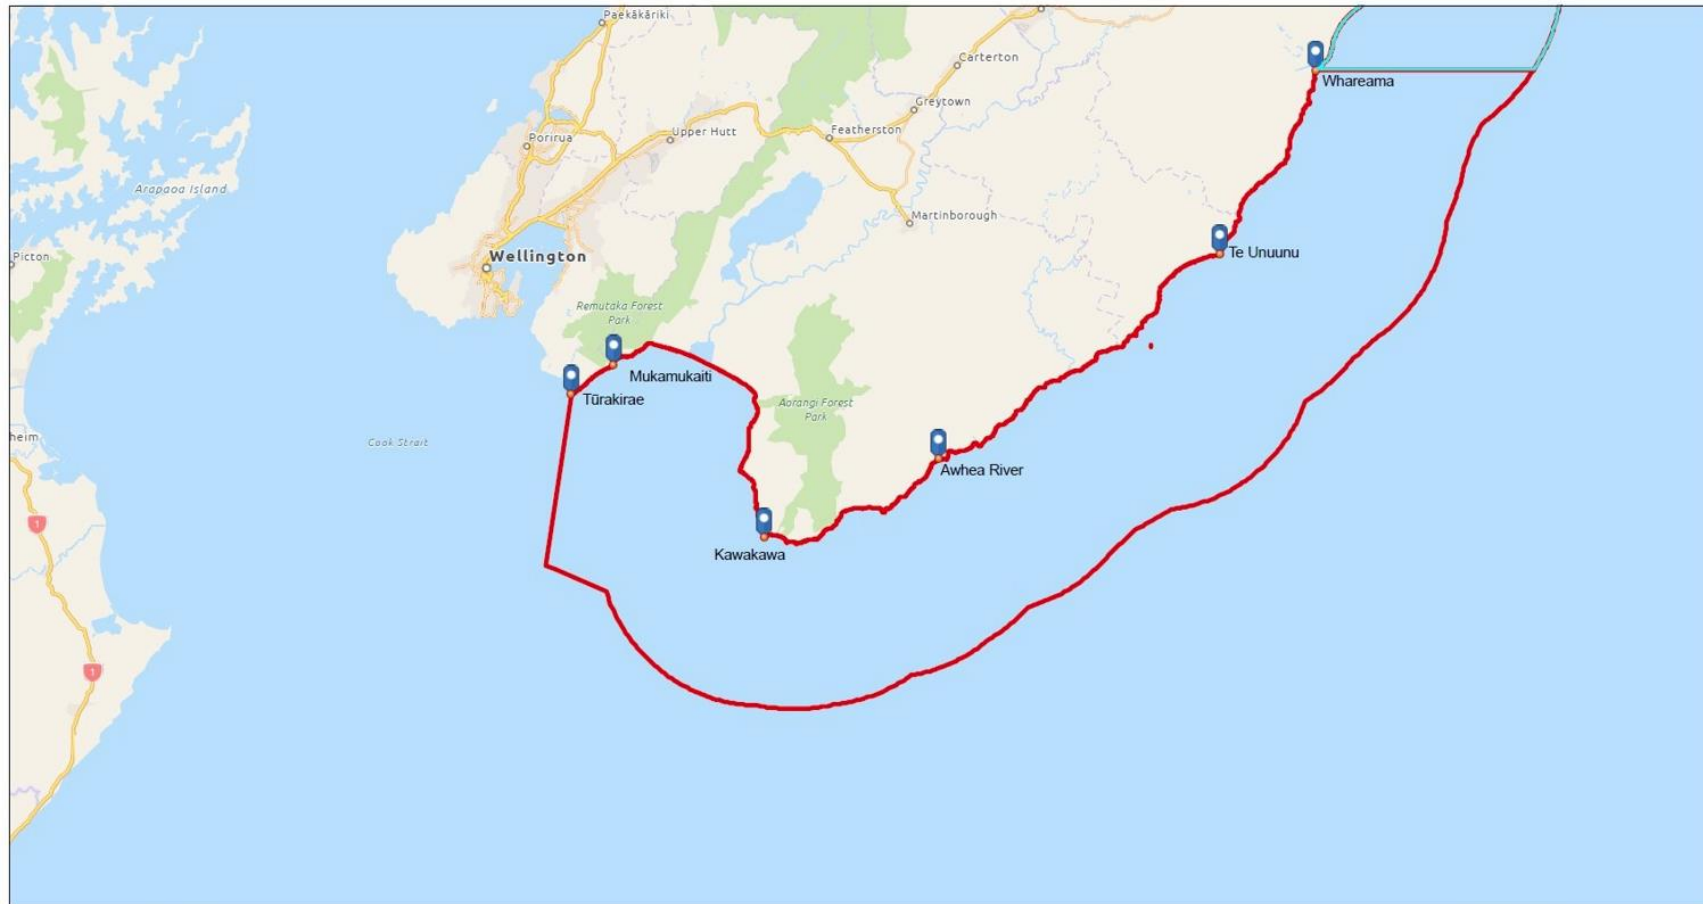 Paekākāriki
Carterton
Whareama
Greytown
Featherston
Upper Hutt
Porirua
Arapaoa Island
Martinborough
Picton
Wellington
Te Unuunu
Remutaka Forest
Park
Mukamukaiti
Tūrakirae
Aorangi Forest
Park
heim
Cook Strait
Awhea River
1
Kawakawa
1